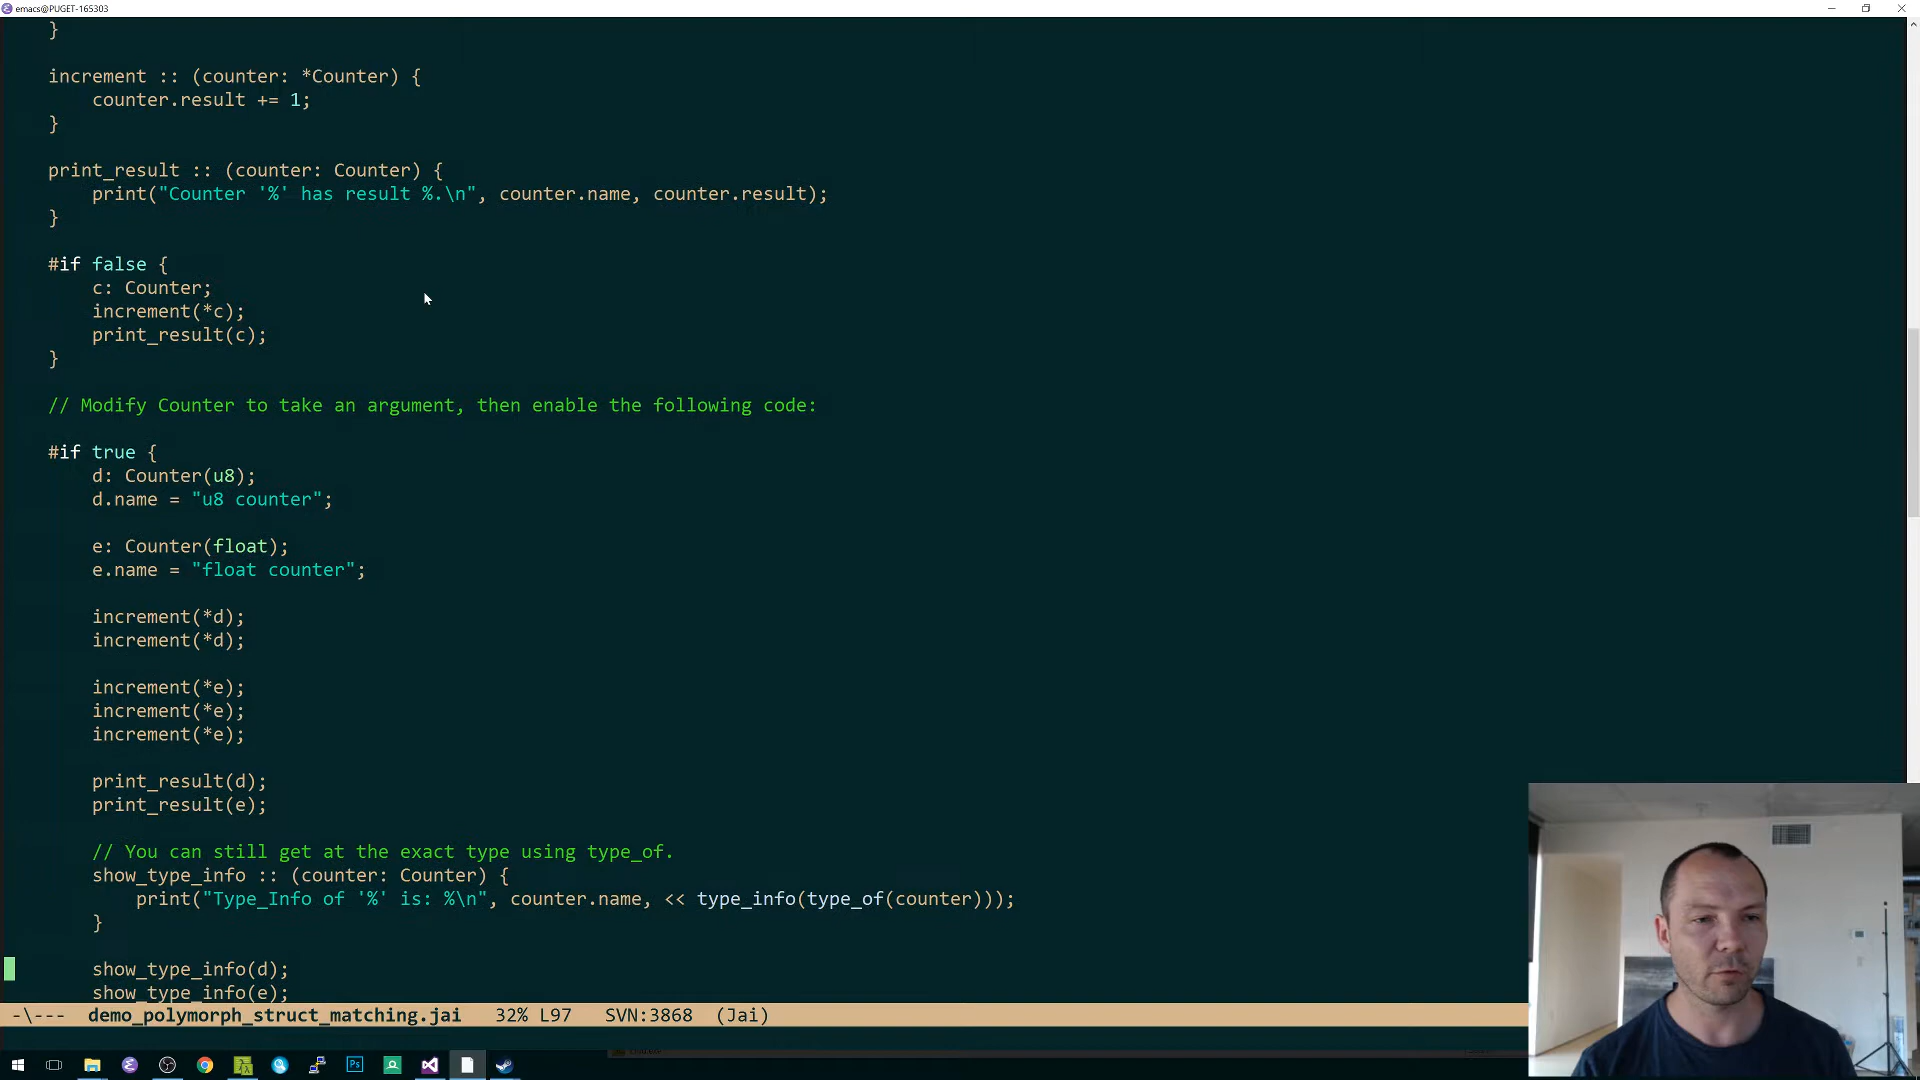 emacs@PUGET-165303
}
increment :: (counter: *Counter) {
counter.result += 1;
}
print_result :: (counter: Counter) {
print("Counter '%' has result %.\n", counter.name, counter.result);
}
#if false {
c: Counter;
increment(*c);
print_result(c);
}
// Modify Counter to take an argument, then enable the following code:
#if true {
d: Counter(u8);
d.name = "u8 counter";
e: Counter(float);
e.name = "float counter";
increment(*d);
increment(*d);
increment(*e);
increment(*e);
increment(*e);
print_result(d);
print_result(e);
// You can still get at the exact type using type_of.
show_type_info :: (counter: Counter) {
print("Type_Info of '%' is: %\n", counter.name, << type_info(type_of(counter)));
}
show_type_info(d);
show_type_info(e);
-\--- demo_polymorph_struct_matching.jai 32% L97 SVN:3868 (Jai)
Ps